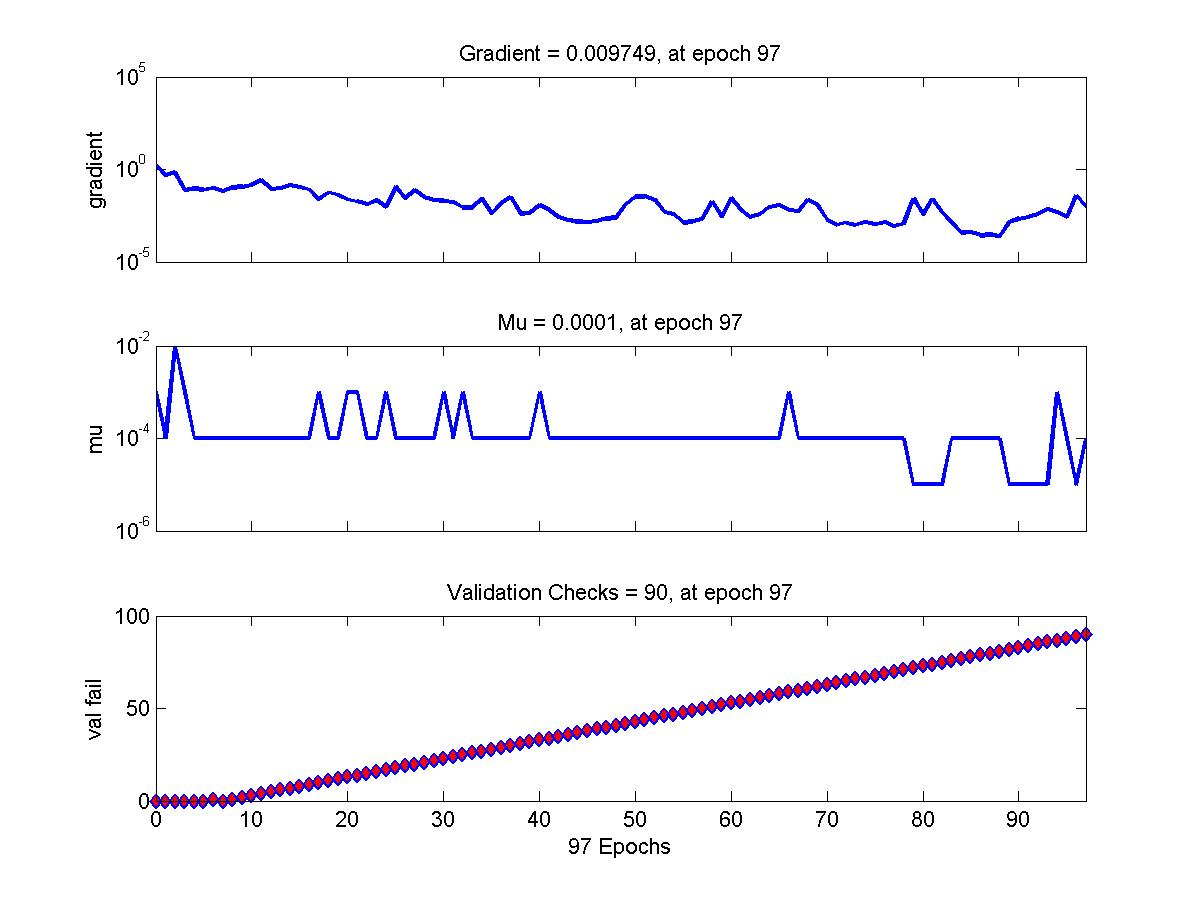 Gradient = 0.009749, at epoch 97
10^5
10^0
10^-5
gradient
Mu = 0.0001, at epoch 97
10^-2
10^-4
10^-6
mu
Validation Checks = 90, at epoch 97
100
50
0
val fail
0 10 20 30 40 50 60 70 80 90
97 Epochs